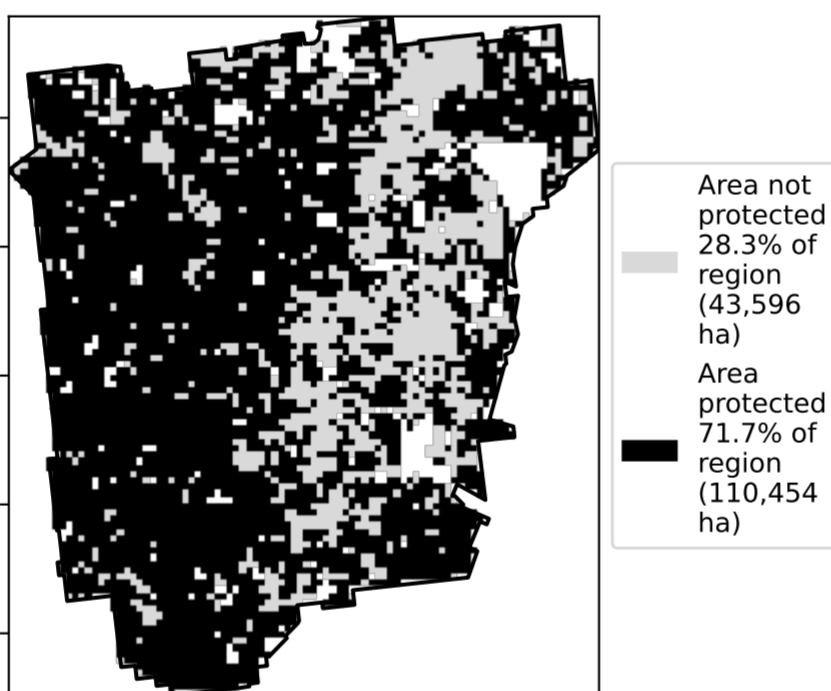 Area not
protected
28.3% of
region
(43,596
ha)
Area
protected
71.7% of
region
(110,454
ha)